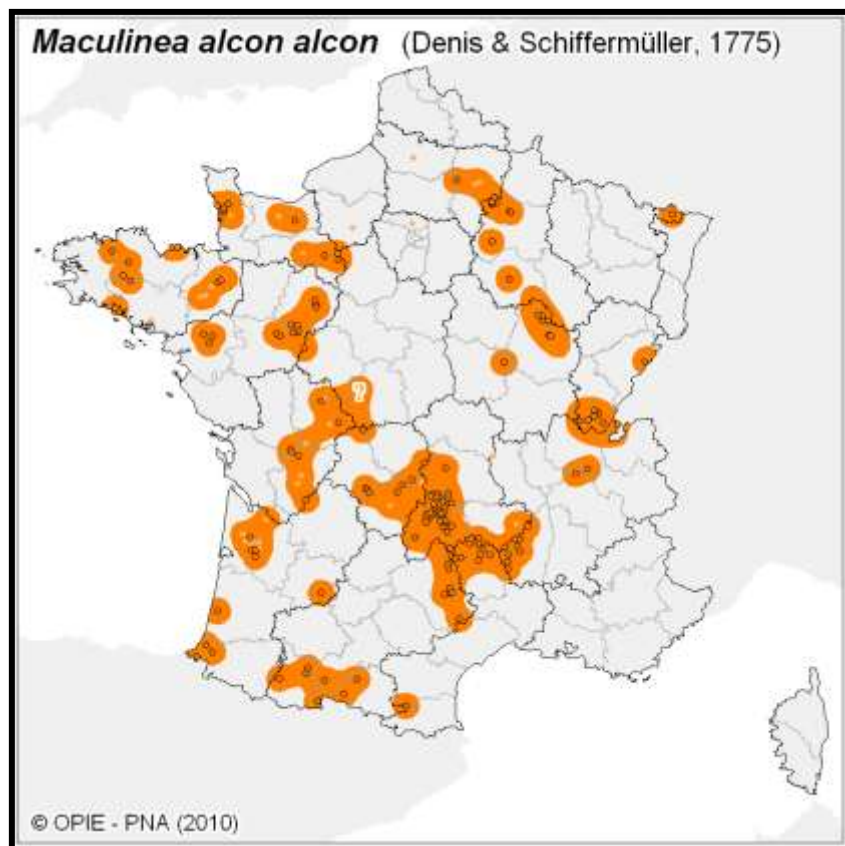 Maculinea alcon alcon (Denis & Schiffermüller, 1775)
?
© OPIE - PNA (2010)